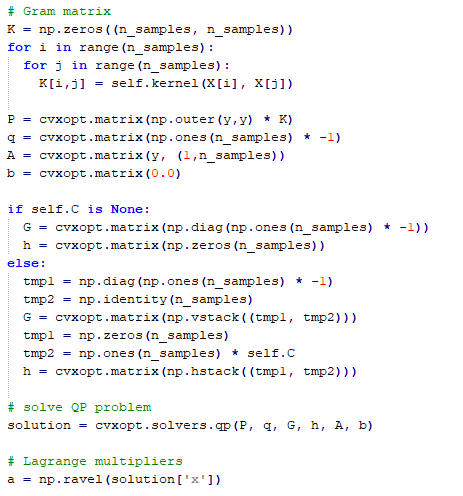 # Gram matrix
K = np.zeros((n_samples, n_samples))
for i in range(n_samples):
  for j in range(n_samples):
    K[i,j] = self.kernel(X[i], X[j])

P = cvxopt.matrix(np.outer(y,y) * K)
q = cvxopt.matrix(np.ones(n_samples) * -1)
A = cvxopt.matrix(y, (1,n_samples))
b = cvxopt.matrix(0.0)

if self.C is None:
  G = cvxopt.matrix(np.diag(np.ones(n_samples) * -1))
  h = cvxopt.matrix(np.zeros(n_samples))
else:
  tmp1 = np.diag(np.ones(n_samples) * -1)
  tmp2 = np.identity(n_samples)
  G = cvxopt.matrix(np.vstack((tmp1, tmp2)))
  tmp1 = np.zeros(n_samples)
  tmp2 = np.ones(n_samples) * self.C
  h = cvxopt.matrix(np.hstack((tmp1, tmp2)))

# solve QP problem
solution = cvxopt.solvers.qp(P, q, G, h, A, b)

# Lagrange multipliers
a = np.ravel(solution['x'])